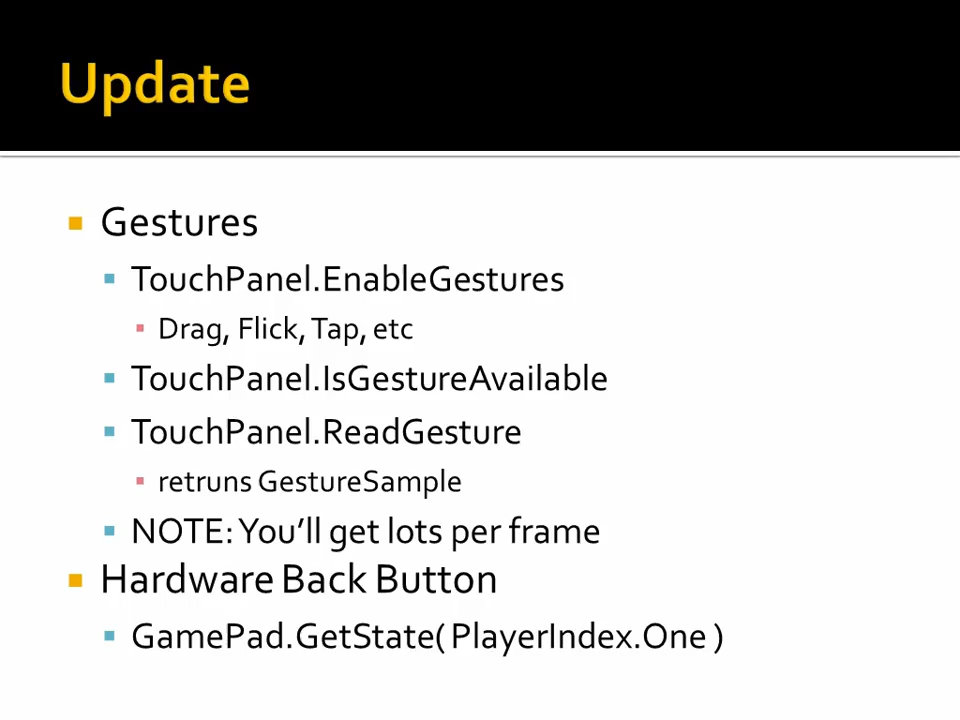 Update
Gestures
TouchPanel.EnableGestures
Drag, Flick, Tap, etc
TouchPanel.IsGestureAvailable
TouchPanel.ReadGesture
retruns GestureSample
NOTE: You’ll get lots per frame
Hardware Back Button
GamePad.GetState( PlayerIndex.One )